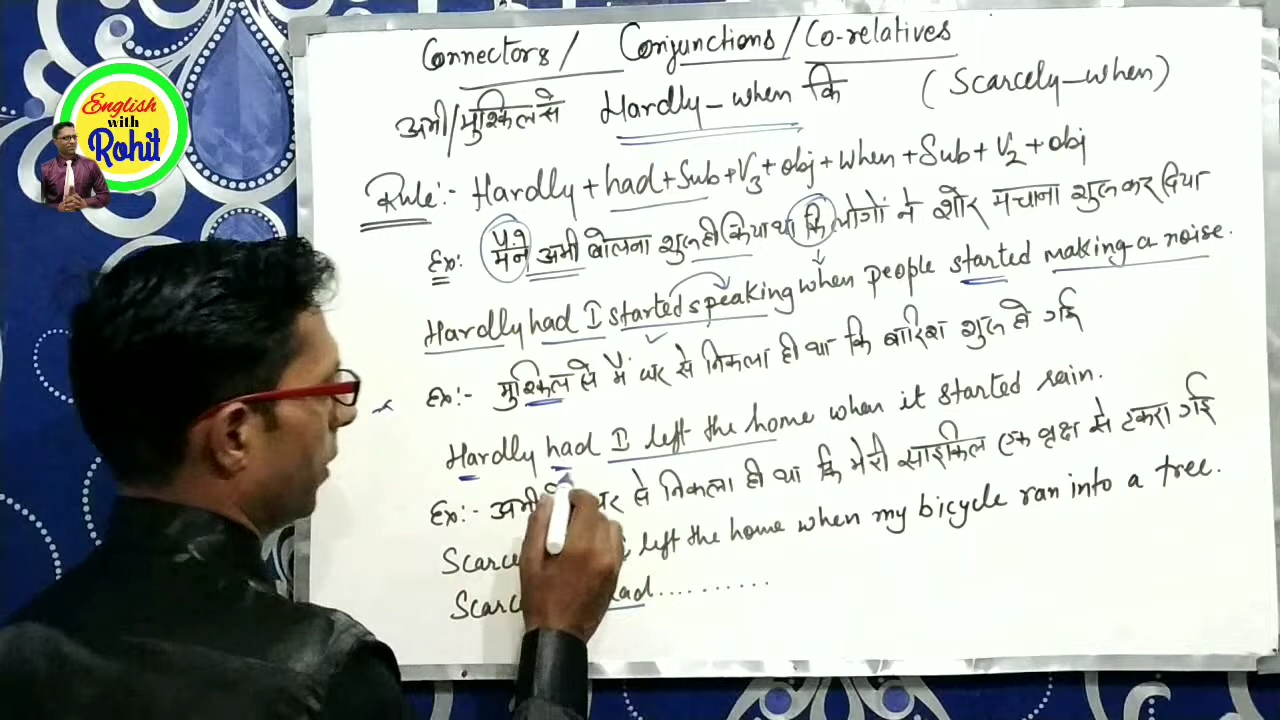 English
with
Rohit
Connectors / Conjunctions / Co-relatives
अभी/मुश्किल से Hardly-when कि (Scarcely-when)
Rule:- Hardly + had + Sub + V3 + obj + when + Sub + V2 + obj
Ex: मैंने अभी बोलना शुरू ही किया था कि लोगों ने शोर मचाना शुरू कर दिया
Hardly had I started speaking when people started making a noise.
Ex:- मुश्किल से मैं घर से निकला ही था कि बारिश शुरू हो गई
Hardly had I left the home when it started rain.
Ex:- अभी घर से निकला ही था कि मेरी साइकिल एक वृक्ष से टकरा गई
left the home when my bicycle ran into a tree.
had..........